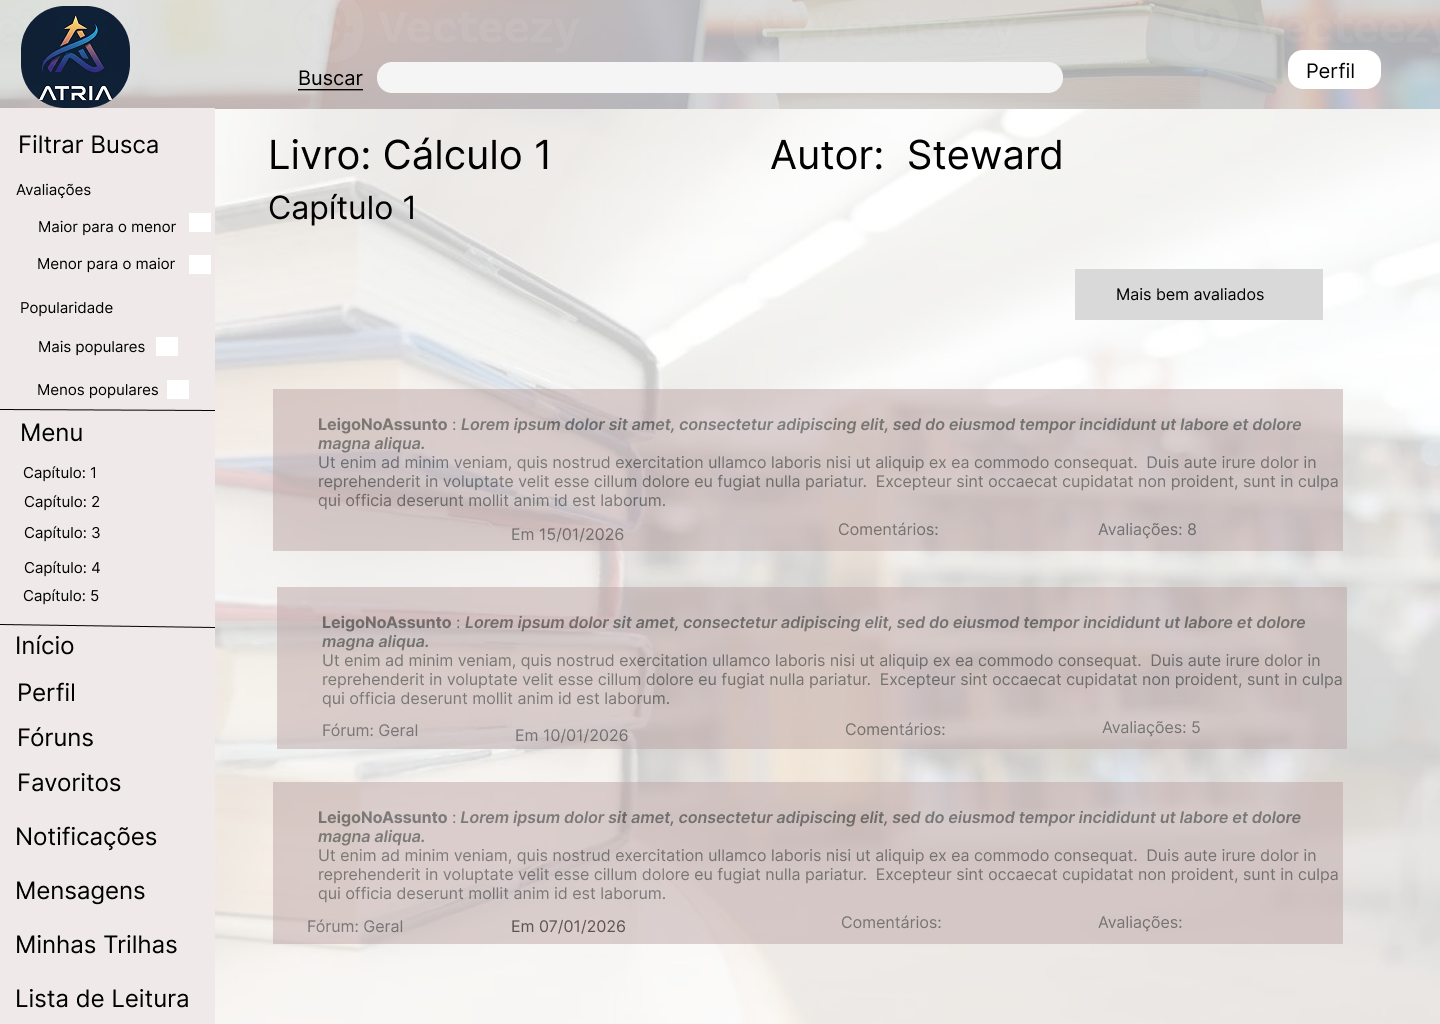 Vecteezy
ATRIA
Buscar
Perfil
Filtrar Busca
Avaliações
Maior para o menor
Menor para o maior
Popularidade
Mais populares
Menos populares
Menu
Capítulo: 1
Capítulo: 2
Capítulo: 3
Capítulo: 4
Capítulo: 5
Início
Perfil
Fóruns
Favoritos
Notificações
Mensagens
Minhas Trilhas
Lista de Leitura
Livro: Cálculo 1
Autor: Steward
Capítulo 1
Mais bem avaliados
LeigoNoAssunto : Lorem ipsum dolor sit amet, consectetur adipiscing elit, sed do eiusmod tempor incididunt ut labore et dolore
magna aliqua.
Ut enim ad minim veniam, quis nostrud exercitation ullamco laboris nisi ut aliquip ex ea commodo consequat. Duis aute irure dolor in
reprehenderit in voluptate velit esse cillum dolore eu fugiat nulla pariatur. Excepteur sint occaecat cupidatat non proident, sunt in culpa
qui officia deserunt mollit anim id est laborum.
Em 15/01/2026
Comentários:
Avaliações: 8
LeigoNoAssunto : Lorem ipsum dolor sit amet, consectetur adipiscing elit, sed do eiusmod tempor incididunt ut labore et dolore
magna aliqua.
Ut enim ad minim veniam, quis nostrud exercitation ullamco laboris nisi ut aliquip ex ea commodo consequat. Duis aute irure dolor in
reprehenderit in voluptate velit esse cillum dolore eu fugiat nulla pariatur. Excepteur sint occaecat cupidatat non proident, sunt in culpa
qui officia deserunt mollit anim id est laborum.
Fórum: Geral
Em 10/01/2026
Comentários:
Avaliações: 5
LeigoNoAssunto : Lorem ipsum dolor sit amet, consectetur adipiscing elit, sed do eiusmod tempor incididunt ut labore et dolore
magna aliqua.
Ut enim ad minim veniam, quis nostrud exercitation ullamco laboris nisi ut aliquip ex ea commodo consequat. Duis aute irure dolor in
reprehenderit in voluptate velit esse cillum dolore eu fugiat nulla pariatur. Excepteur sint occaecat cupidatat non proident, sunt in culpa
qui officia deserunt mollit anim id est laborum.
Fórum: Geral
Em 07/01/2026
Comentários:
Avaliações: